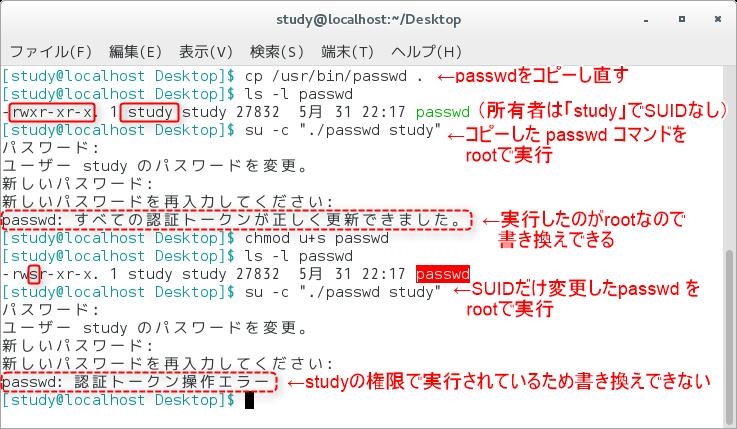 study@localhost:~/Desktop
ファイル(F) 編集(E) 表示(V) 検索(S) 端末(T) ヘルプ(H)
[study@localhost Desktop]$ cp /usr/bin/passwd . ←passwdをコピーし直す
[study@localhost Desktop]$ ls -l passwd
-rwxr-xr-x. 1 study study 27832 5月 31 22:17 passwd (所有者は「study」でSUIDなし)
[study@localhost Desktop]$ su -c "./passwd study" ←コピーした passwd コマンドを
パスワード: rootで実行
ユーザー study のパスワードを変更。
新しいパスワード:
新しいパスワードを再入力してください:
passwd: すべての認証トークンが正しく更新できました。 ←実行したのがrootなので
[study@localhost Desktop]$ chmod u+s passwd 書き換えできる
[study@localhost Desktop]$ ls -l passwd
-rwsr-xr-x. 1 study study 27832 5月 31 22:17 passwd
[study@localhost Desktop]$ su -c "./passwd study" ←SUIDだけ変更したpasswd を
パスワード: rootで実行
ユーザー study のパスワードを変更。
新しいパスワード:
新しいパスワードを再入力してください:
passwd: 認証トークン操作エラー ←studyの権限で実行されているため書き換えできない
[study@localhost Desktop]$